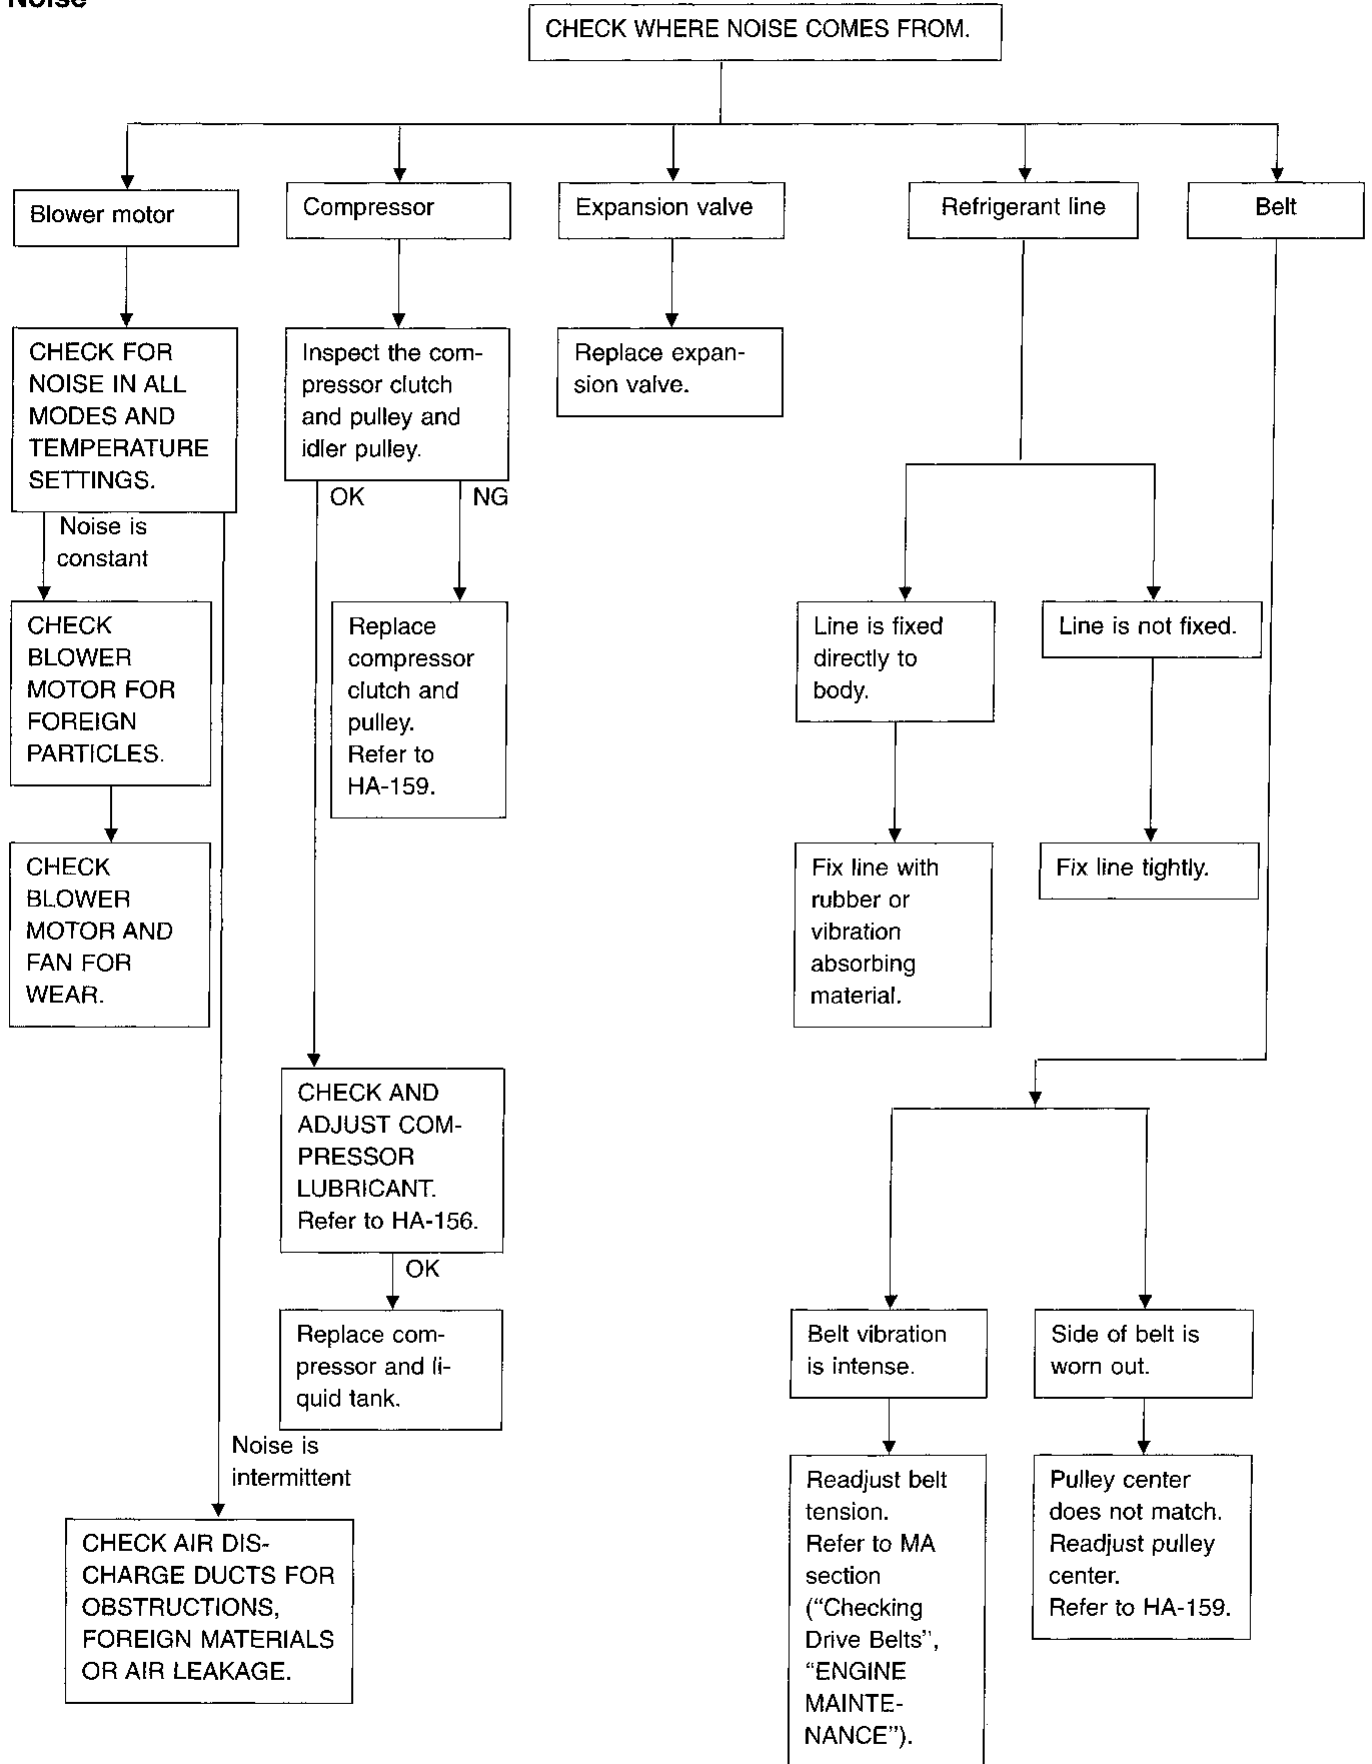 Noise
CHECK WHERE NOISE COMES FROM.
Blower motor
Compressor
Expansion valve
Refrigerant line
Belt
CHECK FOR
NOISE IN ALL
MODES AND
TEMPERATURE
SETTINGS.
Inspect the com-
pressor clutch
and pulley and
idler pulley.
Replace expan-
sion valve.
OK
NG
Noise is
constant
CHECK
BLOWER
MOTOR FOR
FOREIGN
PARTICLES.
Replace
compressor
clutch and
pulley.
Refer to
HA-159.
Line is fixed
directly to
body.
Line is not fixed.
CHECK
BLOWER
MOTOR AND
FAN FOR
WEAR.
Fix line with
rubber or
vibration
absorbing
material.
Fix line tightly.
CHECK AND
ADJUST COM-
PRESSOR
LUBRICANT.
Refer to HA-156.
OK
Replace com-
pressor and li-
quid tank.
Belt vibration
is intense.
Side of belt is
worn out.
Noise is
intermittent
CHECK AIR DIS-
CHARGE DUCTS FOR
OBSTRUCTIONS,
FOREIGN MATERIALS
OR AIR LEAKAGE.
Readjust belt
tension.
Refer to MA
section
("Checking
Drive Belts",
"ENGINE
MAINTE-
NANCE").
Pulley center
does not match.
Readjust pulley
center.
Refer to HA-159.